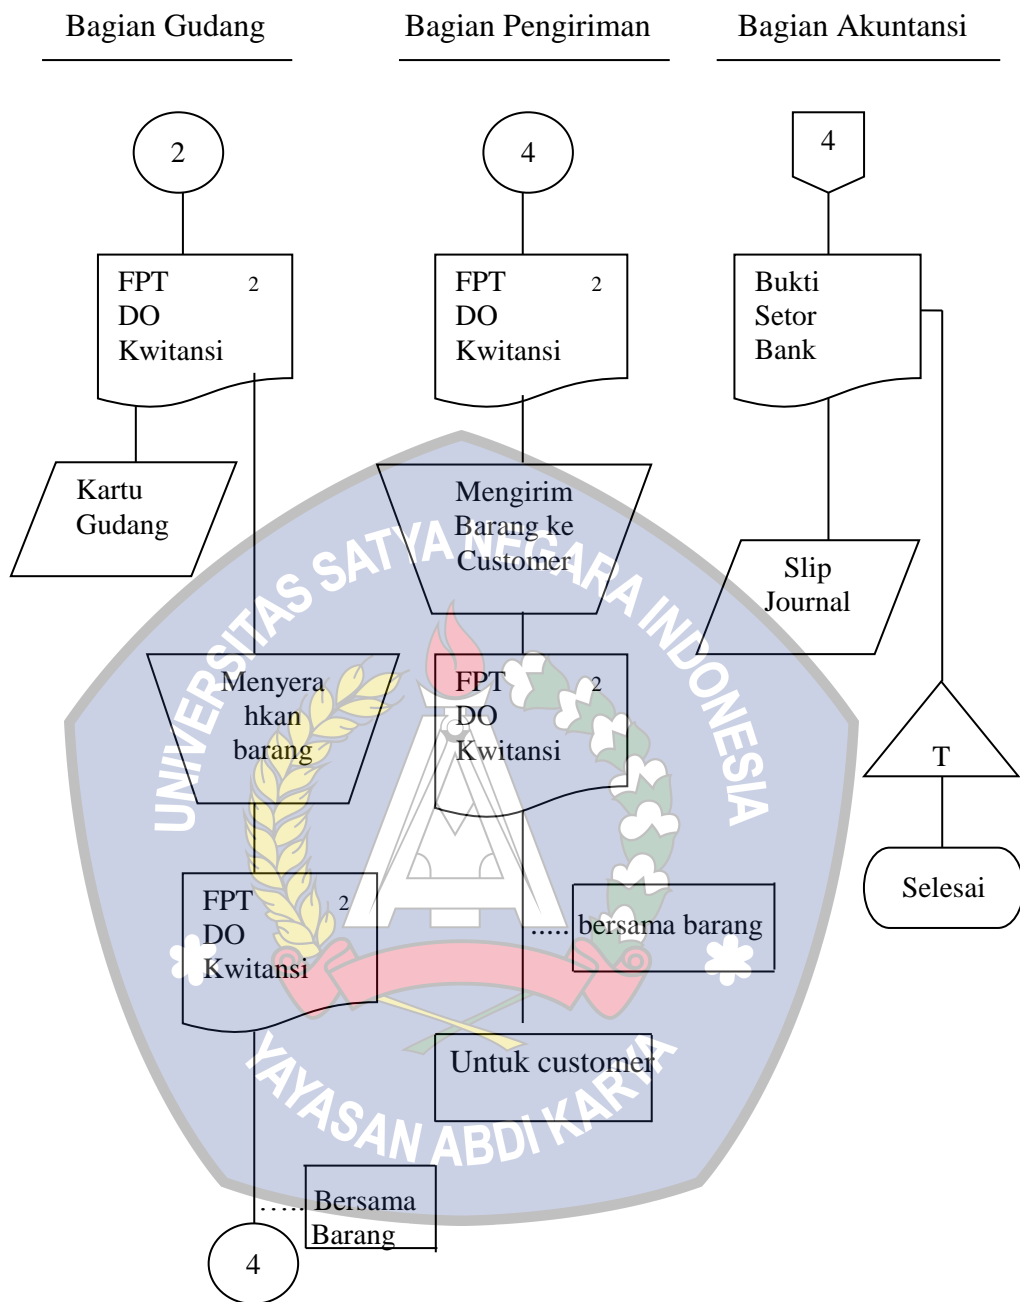 Bagian Gudang
Bagian Pengiriman
Bagian Akuntansi
2
4
4
FPT 2
DO
Kwitansi
FPT 2
DO
Kwitansi
Bukti
Setor
Bank
Kartu
Gudang
Mengirim
Barang ke
Customer
Slip
Journal
UNIVERSITAS SATYA NEGARA INDONESIA
Menyera
hkan
barang
FPT 2
DO
Kwitansi
T
Selesai
FPT 2
DO
Kwitansi
..... bersama barang
Untuk customer
YAYASAN ABDI KARYA
..... Bersama
Barang
4